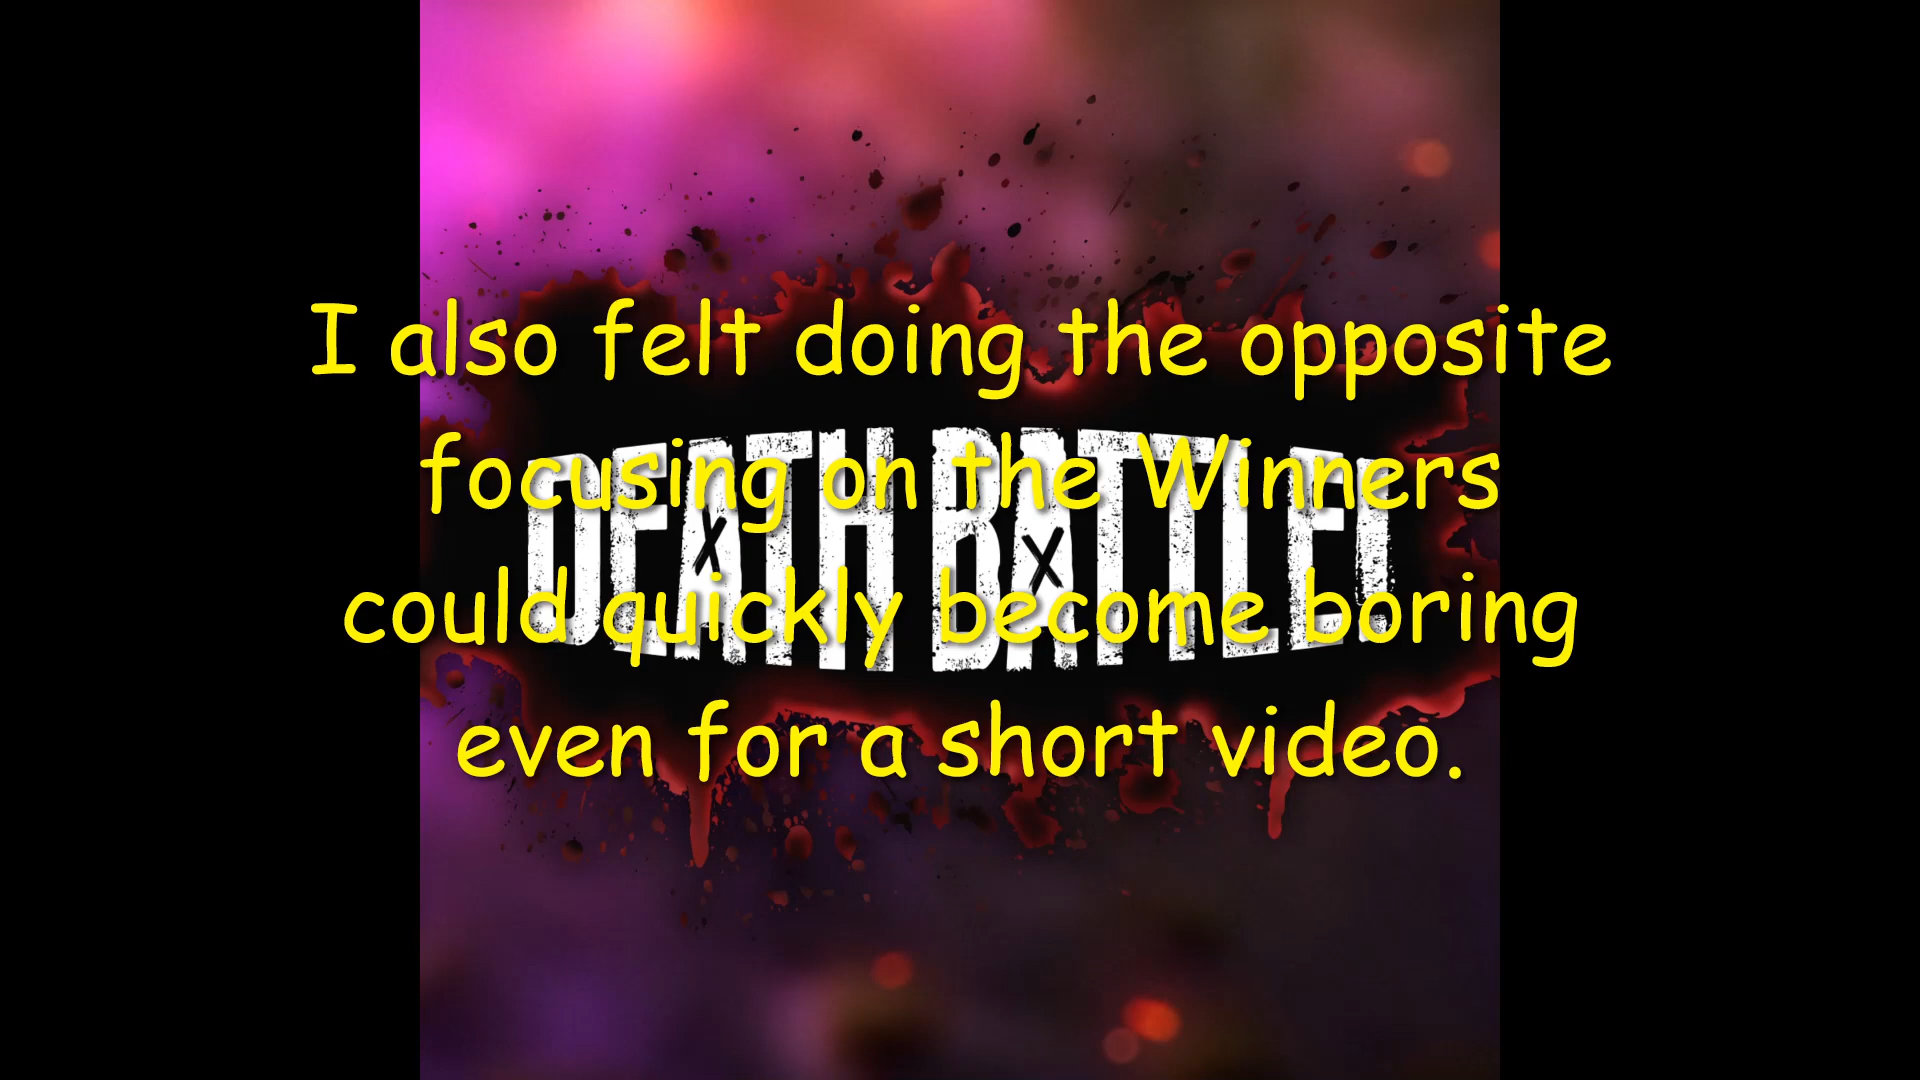 I also felt doing the opposite
focusing on the Winners
DEATH BATTLE!
could quickly become boring
even for a short video.